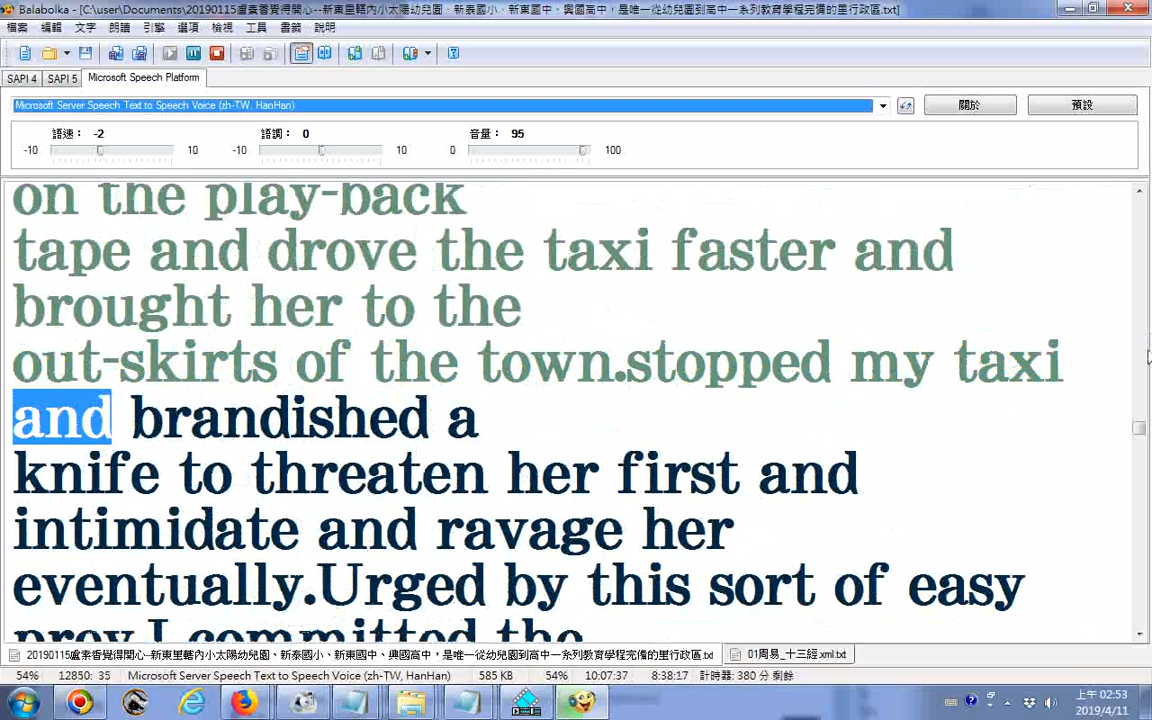 Balabolka - [C:\user\Documents\20190115盧素香覺得開心--新東里轄內小太陽幼兒園、新泰國小、新東國中、興國高中，是唯一從幼兒園到高中一系列教育學程完備的里行政區.txt]
檔案 編輯 文字 朗讀 引擎 選項 檢視 工具 書籤 說明
SAPI 4 SAPI 5 Microsoft Speech Platform
Microsoft Server Speech Text to Speech Voice (zh-TW, HanHan) 關於 預設
語速： -2 語調： 0 音量： 95
-10 10 -10 10 0 100
on the play-back
tape and drove the taxi faster and
brought her to the
out-skirts of the town.stopped my taxi
and brandished a
knife to threaten her first and
intimidate and ravage her
eventually.Urged by this sort of easy
prey,I committed the
20190115盧素香覺得開心--新東里轄內小太陽幼兒園、新泰國小、新東國中、興國高中，是唯一從幼兒園到高中一系列教育學程完備的里行政區.txt 01周易_十三經.xml.txt
54% 12850: 35 Microsoft Server Speech Text to Speech Voice (zh-TW, HanHan) 585 KB 54% 10:07:37 8:38:17 計時器: 380 分 剩餘
上午 02:53
2019/4/11